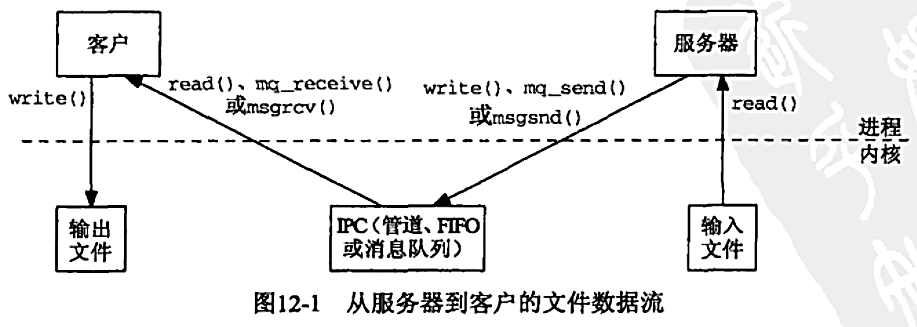 客户
服务器
write()
read()、mq_receive()
或msgrcv()
write()、mq_send()
或msgsnd()
read()
进程
内核
输出
文件
IPC(管道、FIFO
或消息队列)
输入
文件
图12-1 从服务器到客户的文件数据流